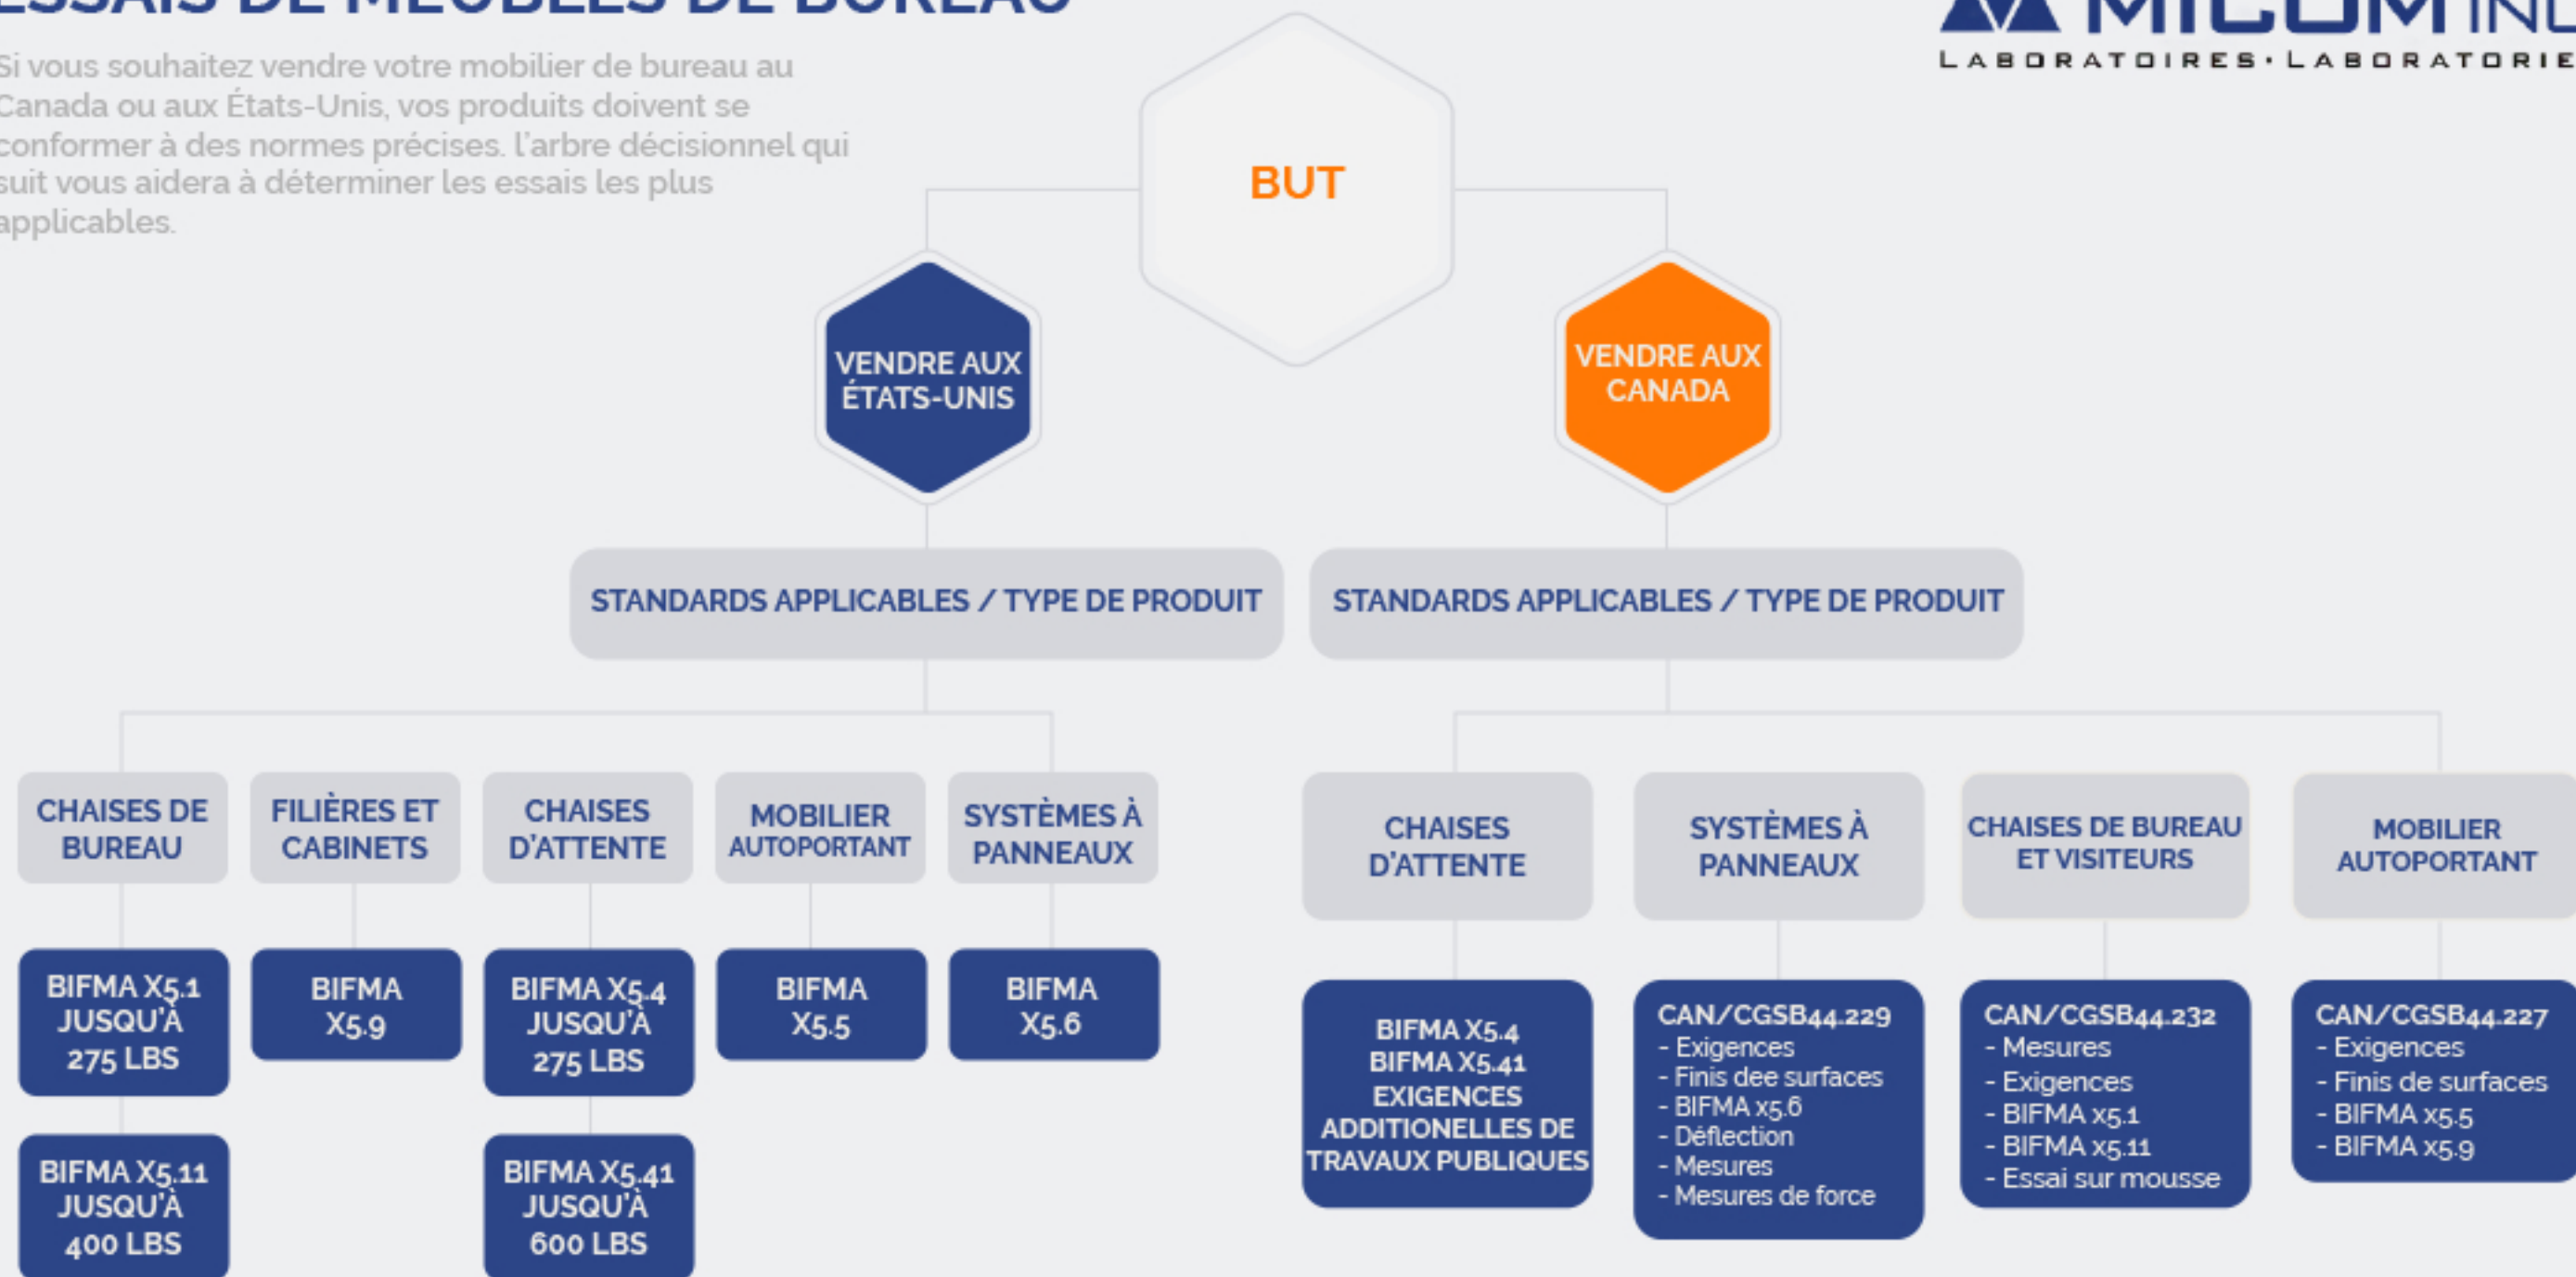 ESSAIS DE MEUBLES DE BUREAU
Si vous souhaitez vendre votre mobilier de bureau au
Canada ou aux États-Unis, vos produits doivent se
conformer à des normes précises. l'arbre décisionnel qui
suit vous aidera à déterminer les essais les plus
applicables.
MICOM INC
LABORATOIRES · LABORATORIE
BUT
VENDRE AUX
ÉTATS-UNIS
VENDRE AUX
CANADA
STANDARDS APPLICABLES / TYPE DE PRODUIT
STANDARDS APPLICABLES / TYPE DE PRODUIT
CHAISES DE
BUREAU
FILIÈRES ET
CABINETS
CHAISES
D'ATTENTE
MOBILIER
AUTOPORTANT
SYSTÈMES À
PANNEAUX
CHAISES
D'ATTENTE
SYSTÈMES À
PANNEAUX
CHAISES DE BUREAU
ET VISITEURS
MOBILIER
AUTOPORTANT
BIFMA X5.1
JUSQU'À
275 LBS
BIFMA
X5.9
BIFMA X5.4
JUSQU'À
275 LBS
BIFMA
X5.5
BIFMA
X5.6
BIFMA X5.11
JUSQU'À
400 LBS
BIFMA X5.41
JUSQU'À
600 LBS
BIFMA X5.4
BIFMA X5.41
EXIGENCES
ADDITIONELLES DE
TRAVAUX PUBLIQUES
CAN/CGSB44.229
- Exigences
- Finis dee surfaces
- BIFMA x5.6
- Déflection
- Mesures
- Mesures de force
CAN/CGSB44.232
- Mesures
- Exigences
- BIFMA x5.1
- BIFMA x5.11
- Essai sur mousse
CAN/CGSB44.227
- Exigences
- Finis de surfaces
- BIFMA x5.5
- BIFMA x5.9